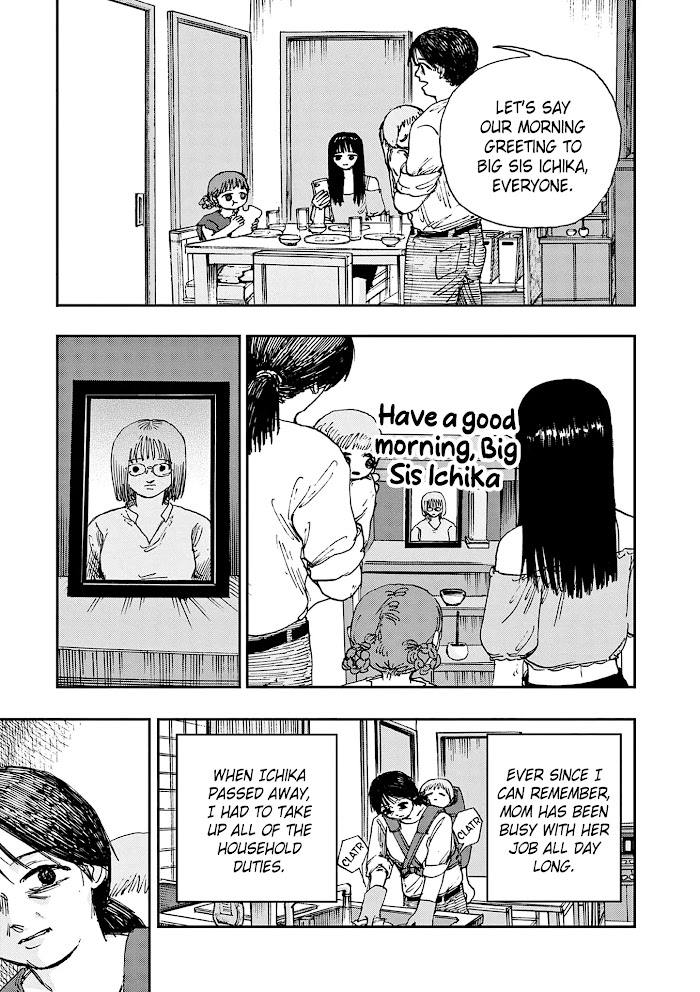 LET'S SAY
OUR MORNING
GREETING TO
BIG SIS ICHIKA,
EVERYONE.
Have a good
morning, Big
Sis Ichika
EVER SINCE I
CAN REMEMBER,
MOM HAS BEEN
BUSY WITH HER
JOB ALL DAY
LONG.
CLATR
CLATR
WHEN ICHIKA
PASSED AWAY,
I HAD TO TAKE
UP ALL OF THE
HOUSEHOLD
DUTIES.